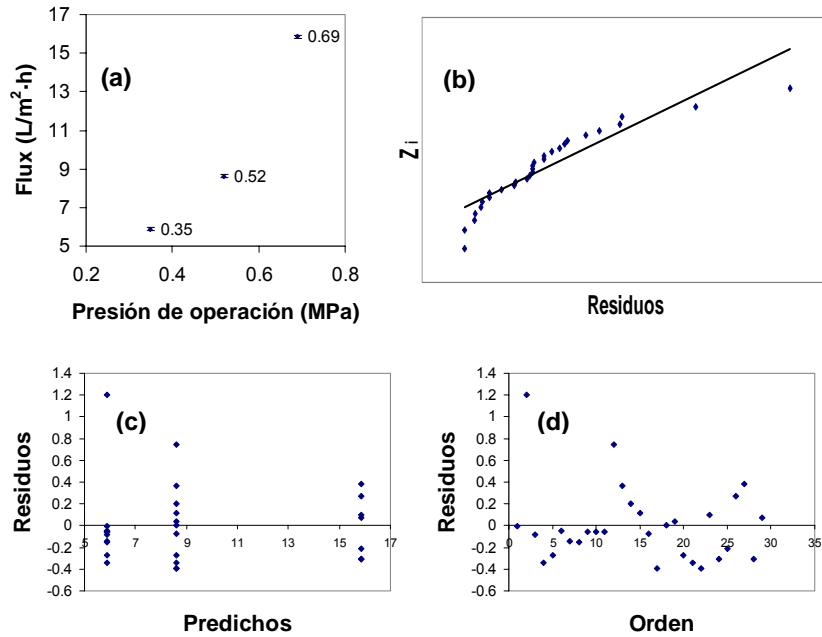 17
15
13
11
9
7
5
Flux (L/m²·h)
(a)
0.69
0.52
0.35
0.2 0.4 0.6 0.8
Presión de operación (MPa)
(b)
Z i
Residuos
1.4
1.2
1
0.8
0.6
0.4
0.2
0
-0.2
-0.4
-0.6
Residuos
(c)
5 7 9 11 13 15 17
Predichos
1.4
1.2
1
0.8
0.6
0.4
0.2
0
-0.2
-0.4
-0.6
Residuos
(d)
0 5 10 15 20 25 30 35
Orden